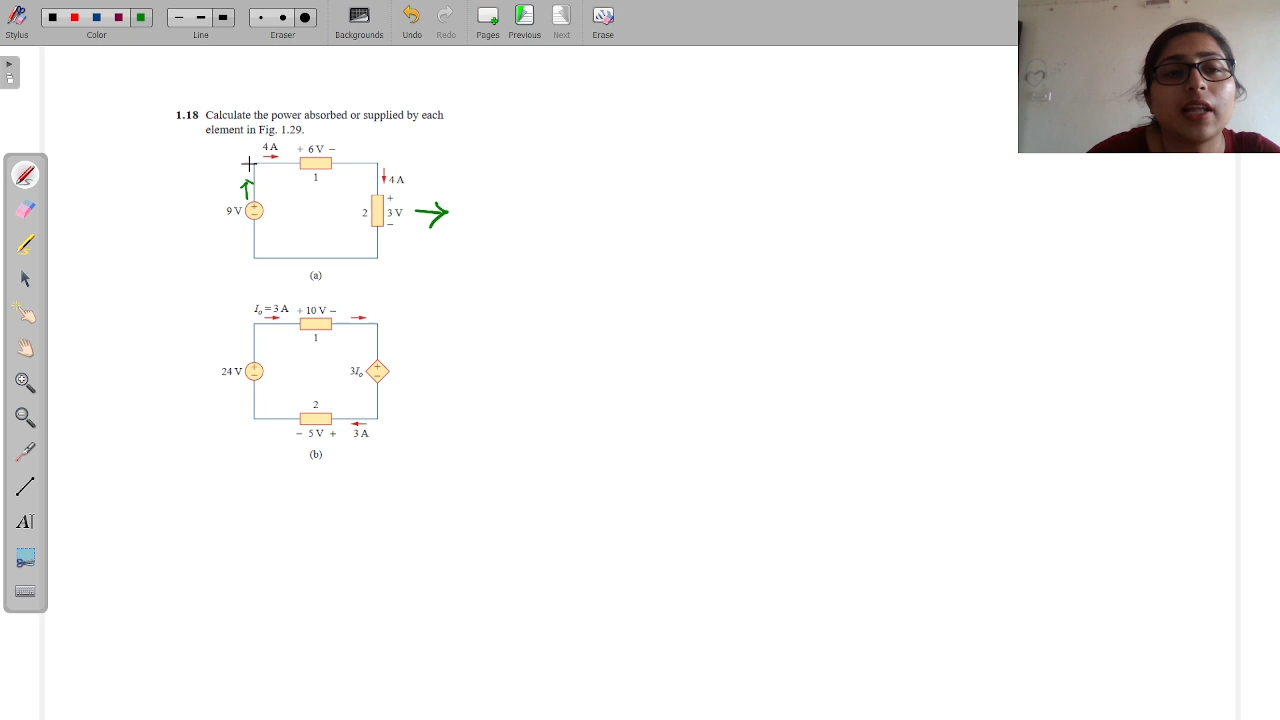 Stylus
Color
Line
Eraser
Backgrounds
Undo
Redo
Pages
Previous
Next
Erase
1.18 Calculate the power absorbed or supplied by each
element in Fig. 1.29.
4 A
+ 6 V −
1
4 A
9 V
+
−
2
+
3 V
−
(a)
I₀ = 3 A
+ 10 V −
1
24 V
+
−
3I₀
+
−
2
− 5 V +
3 A
(b)
A